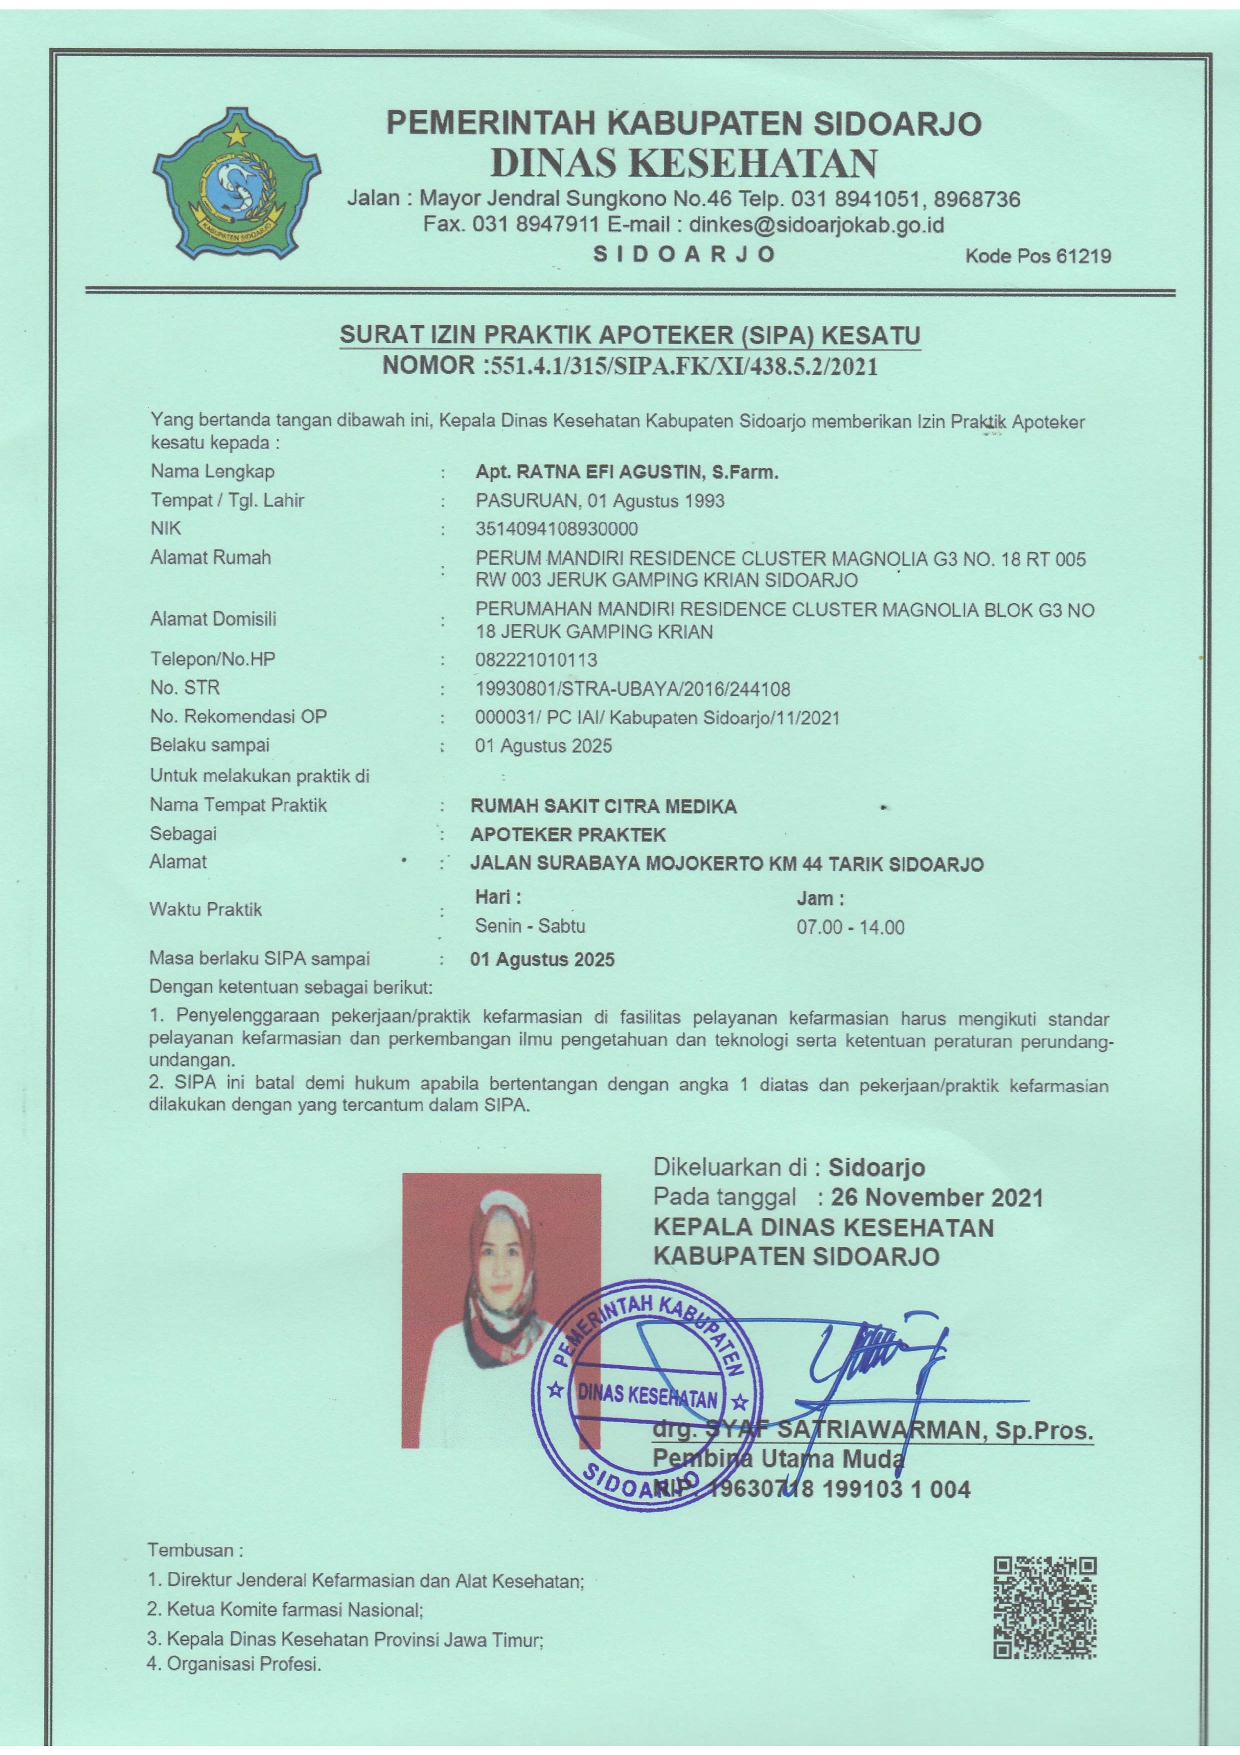 PEMERINTAH KABUPATEN SIDOARJO
DINAS KESEHATAN
Jalan : Mayor Jendral Sungkono No.46 Telp. 031 8941051, 8968736
Fax. 031 8947911 E-mail : dinkes@sidoarjokab.go.id
S I D O A R J O Kode Pos 61219
KABUPATEN SIDOARJO
SURAT IZIN PRAKTIK APOTEKER (SIPA) KESATU
NOMOR :551.4.1/315/SIPA.FK/XI/438.5.2/2021
Yang bertanda tangan dibawah ini, Kepala Dinas Kesehatan Kabupaten Sidoarjo memberikan Izin Praktik Apoteker
kesatu kepada :
Nama Lengkap : Apt. RATNA EFI AGUSTIN, S.Farm.
Tempat / Tgl. Lahir : PASURUAN, 01 Agustus 1993
NIK : 3514094108930000
Alamat Rumah : PERUM MANDIRI RESIDENCE CLUSTER MAGNOLIA G3 NO. 18 RT 005
RW 003 JERUK GAMPING KRIAN SIDOARJO
Alamat Domisili : PERUMAHAN MANDIRI RESIDENCE CLUSTER MAGNOLIA BLOK G3 NO
18 JERUK GAMPING KRIAN
Telepon/No.HP : 082221010113
No. STR : 19930801/STRA-UBAYA/2016/244108
No. Rekomendasi OP : 000031/ PC IAI/ Kabupaten Sidoarjo/11/2021
Belaku sampai : 01 Agustus 2025
Untuk melakukan praktik di :
Nama Tempat Praktik : RUMAH SAKIT CITRA MEDIKA
Sebagai : APOTEKER PRAKTEK
Alamat : JALAN SURABAYA MOJOKERTO KM 44 TARIK SIDOARJO
Waktu Praktik : Hari : Jam :
Senin - Sabtu 07.00 - 14.00
Masa berlaku SIPA sampai : 01 Agustus 2025
Dengan ketentuan sebagai berikut:
1. Penyelenggaraan pekerjaan/praktik kefarmasian di fasilitas pelayanan kefarmasian harus mengikuti standar
pelayanan kefarmasian dan perkembangan ilmu pengetahuan dan teknologi serta ketentuan peraturan perundang-
undangan.
2. SIPA ini batal demi hukum apabila bertentangan dengan angka 1 diatas dan pekerjaan/praktik kefarmasian
dilakukan dengan yang tercantum dalam SIPA.
Dikeluarkan di : Sidoarjo
Pada tanggal : 26 November 2021
KEPALA DINAS KESEHATAN
KABUPATEN SIDOARJO
PEMERINTAH KABUPATEN
DINAS KESEHATAN
SIDOARJO
drg. SYAF SATRIAWARMAN, Sp.Pros.
Pembina Utama Muda
NIP. 19630718 199103 1 004
Tembusan :
1. Direktur Jenderal Kefarmasian dan Alat Kesehatan;
2. Ketua Komite farmasi Nasional;
3. Kepala Dinas Kesehatan Provinsi Jawa Timur;
4. Organisasi Profesi.